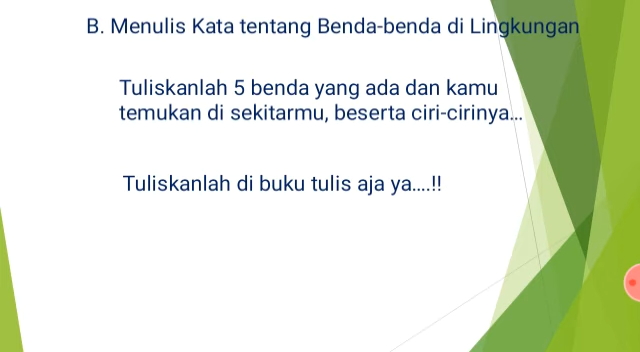 B. Menulis Kata tentang Benda-benda di Lingkungan
Tuliskanlah 5 benda yang ada dan kamu
temukan di sekitarmu, beserta ciri-cirinya...
Tuliskanlah di buku tulis aja ya....!!